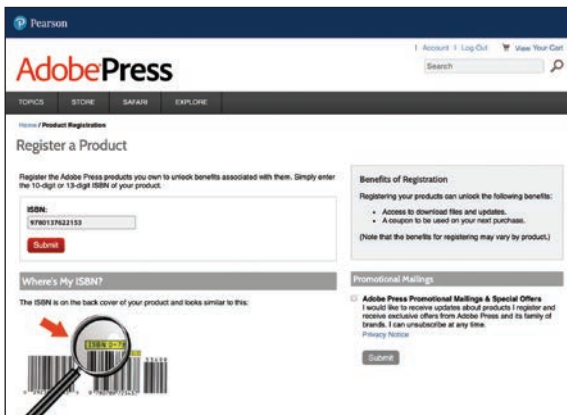 Pearson
| Account | Log Out View Your Cart
AdobePress
Search
TOPICS STORE SAFARI EXPLORE
Home / Product Registration
Register a Product
Register the Adobe Press products you own to unlock benefits associated with them. Simply enter
the 10-digit or 13-digit ISBN of your product.
ISBN:
9780137622153
Submit
Benefits of Registration
Registering your products can unlock the following benefits:
• Access to download files and updates.
• A coupon to be used on your next purchase.
(Note that the benefits for registering may vary by product.)
Where's My ISBN?
The ISBN is on the back cover of your product and looks similar to this:
ISBN 0-78
53499
Promotional Mailings
Adobe Press Promotional Mailings & Special Offers
I would like to receive updates about products I register and
receive exclusive offers from Adobe Press and its family of
brands. I can unsubscribe at any time.
Privacy Notice
Submit